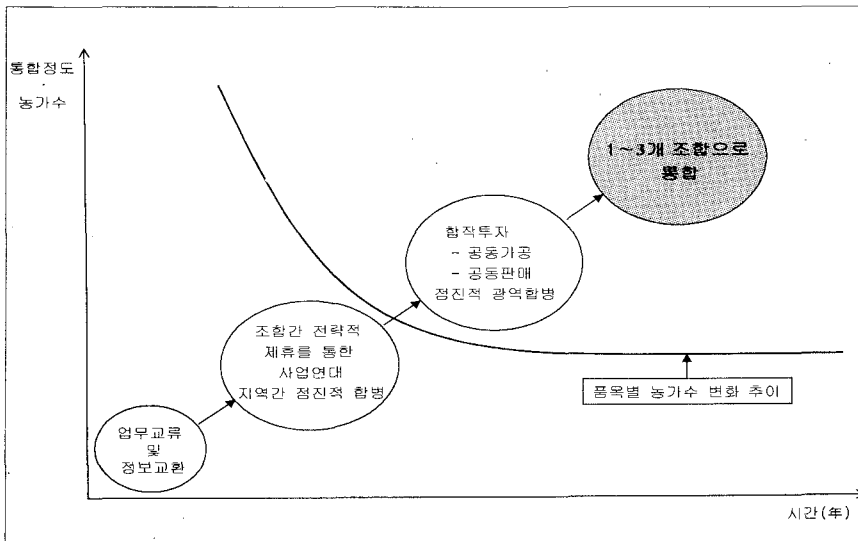 통합정도
·
농가수
1～3개 조합으로
통합
합작투자
- 공동가공
- 공동판매
점진적 광역합병
조합간 전략적
제휴를 통한
사업연대
지역간 점진적 합병
품목별 농가수 변화 추이
업무교류
및
정보교환
시간(年)